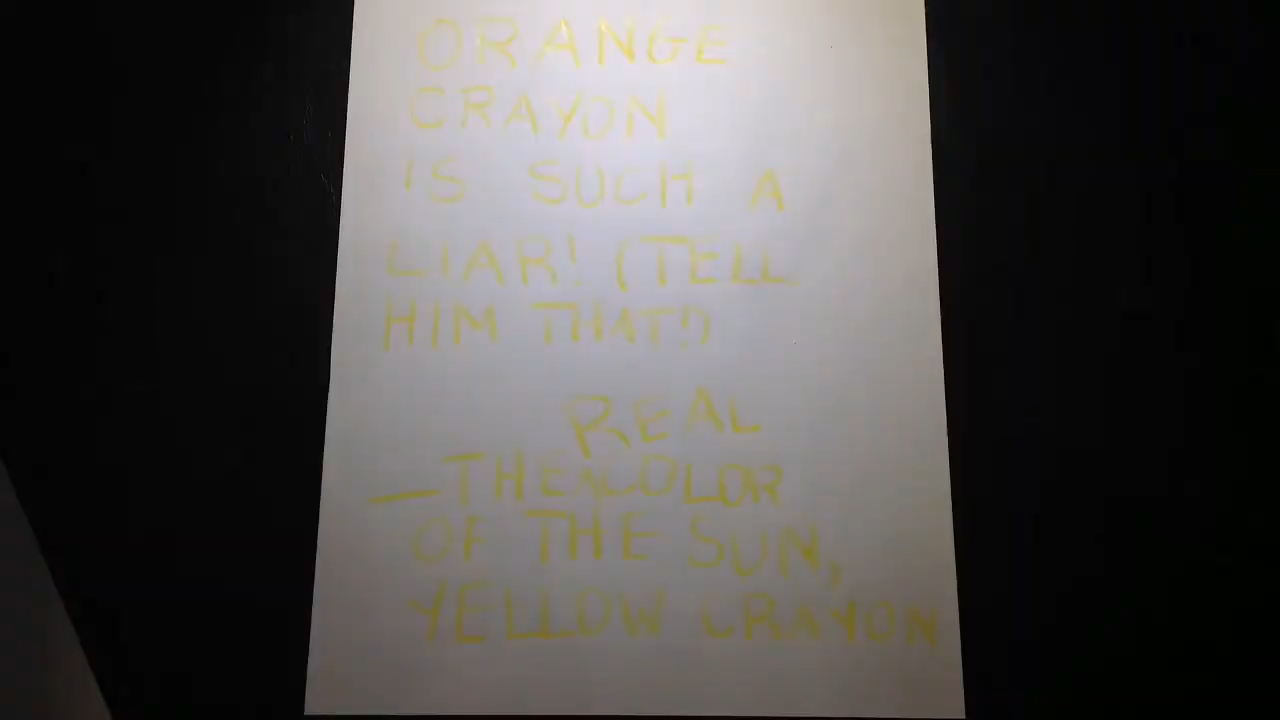 ORANGE
CRAYON
IS SUCH A
LIAR! (TELL
HIM THAT!)
REAL
—THE^COLOR
OF THE SUN,
YELLOW CRAYON